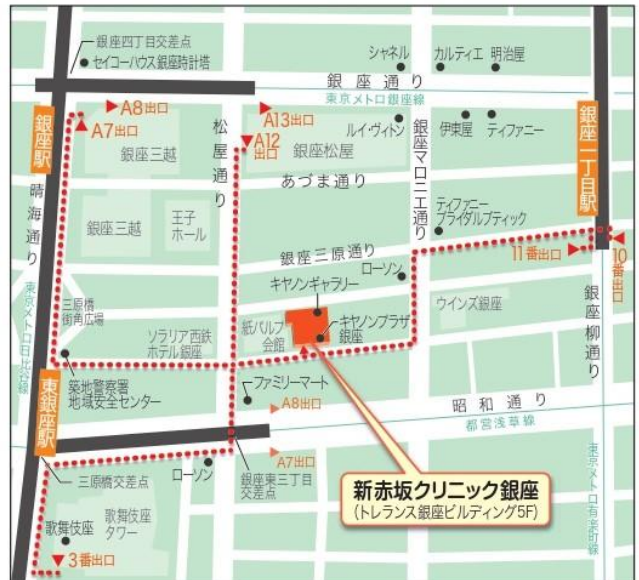 銀座四丁目交差点
セイコーハウス銀座時計塔
シャネル
カルティエ
明治屋
銀座通り
東京メトロ銀座線
A8出口
A7出口
A13出口
A12
出口
ルイ・ヴィトン
伊東屋
ティファニー
銀座駅
松屋通り
銀座三越
銀座松屋
銀座マロニエ通り
銀座一丁目駅
あづま通り
晴海通り
銀座三越
王子
ホール
ティファニー
ブライダルブティック
銀座三原通り
ローソン
11番出口
10番出口
キヤノンギャラリー
東京メトロ日比谷線
三原橋
街角広場
ソラリア西鉄
ホテル銀座
紙パルプ
会館
キヤノンプラザ
銀座
ウインズ銀座
銀座柳通り
築地警察署
地域安全センター
ファミリーマート
A8出口
昭和通り
都営浅草線
東銀座駅
A7出口
三原橋交差点
ローソン
銀座東三丁目
交差点
東京メトロ有楽町線
歌舞伎座
歌舞伎座
タワー
3番出口
新赤坂クリニック銀座
(トレランス銀座ビルディング5F)